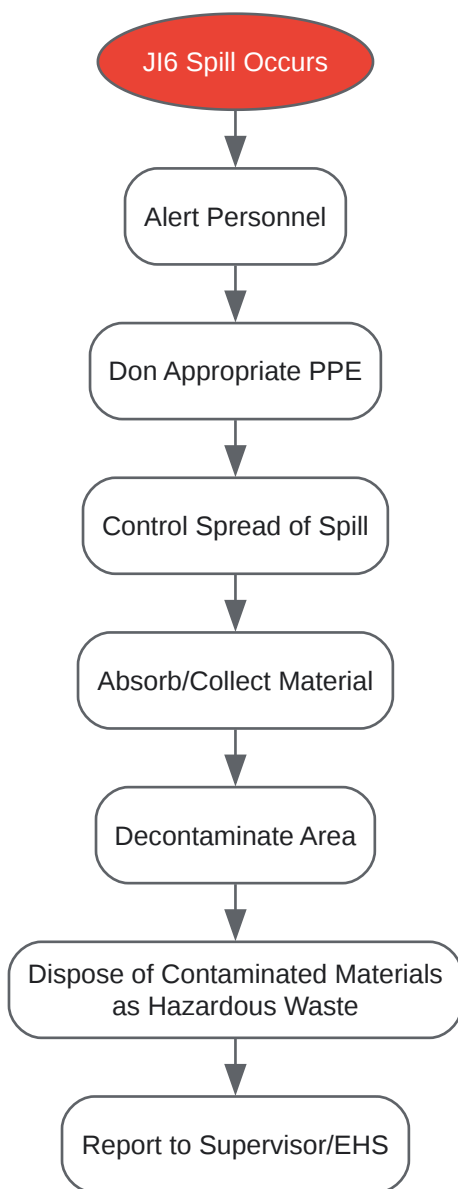 JI6 Spill Occurs
Alert Personnel
Don Appropriate PPE
Control Spread of Spill
Absorb/Collect Material
Decontaminate Area
Dispose of Contaminated Materials
as Hazardous Waste
Report to Supervisor/EHS